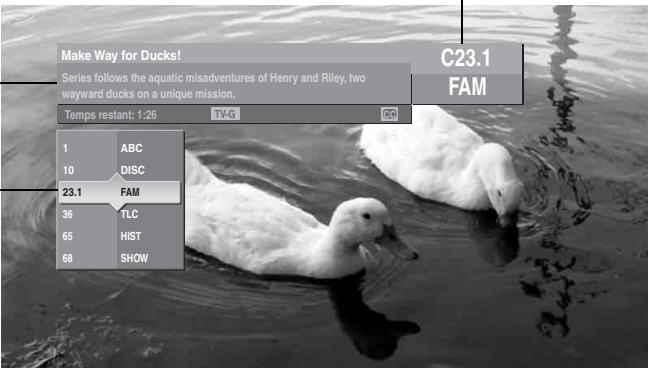 Make Way for Ducks!
C23.1
FAM
Series follows the aquatic misadventures of Henry and Riley, two
wayward ducks on a unique mission.
Temps restant: 1:26 TV-G CC
1 ABC
10 DISC
23.1 FAM
36 TLC
65 HIST
68 SHOW